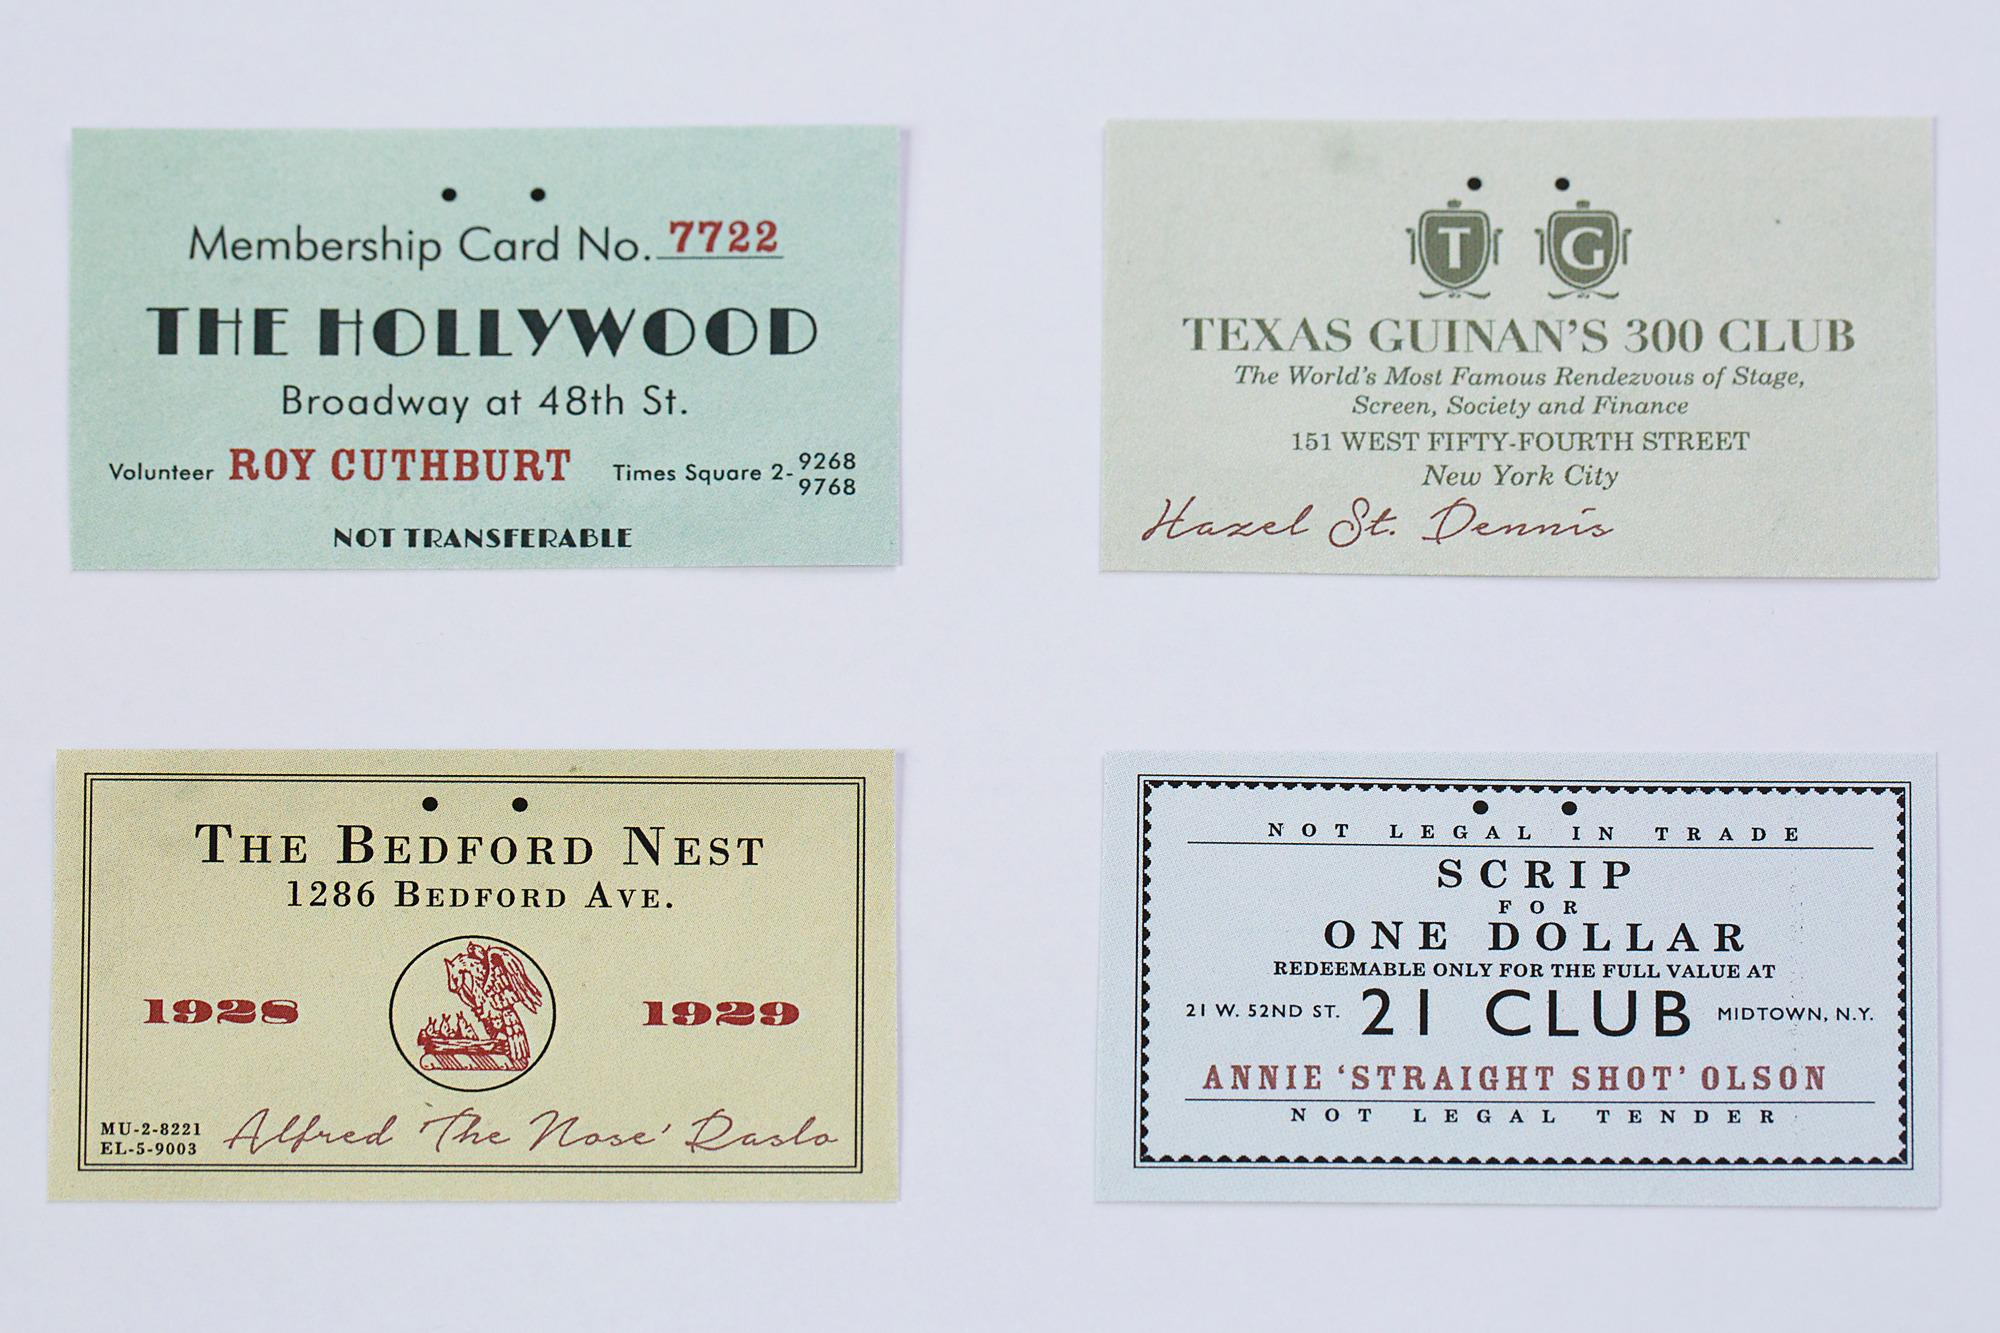 Membership Card No. 7722
THE HOLLYWOOD
Broadway at 48th St.
Volunteer ROY CUTHBURT Times Square 2- 9268
9768
NOT TRANSFERABLE
T G
TEXAS GUINAN'S 300 CLUB
The World's Most Famous Rendezvous of Stage,
Screen, Society and Finance
151 WEST FIFTY-FOURTH STREET
New York City
Hazel St. Dennis
THE BEDFORD NEST
1286 BEDFORD AVE.
1928 1929
MU-2-8221
EL-5-9003
Alfred 'The Nose' Raslo
NOT LEGAL IN TRADE
SCRIP
FOR
ONE DOLLAR
REDEEMABLE ONLY FOR THE FULL VALUE AT
21 W. 52ND ST. 21 CLUB MIDTOWN, N.Y.
ANNIE 'STRAIGHT SHOT' OLSON
NOT LEGAL TENDER